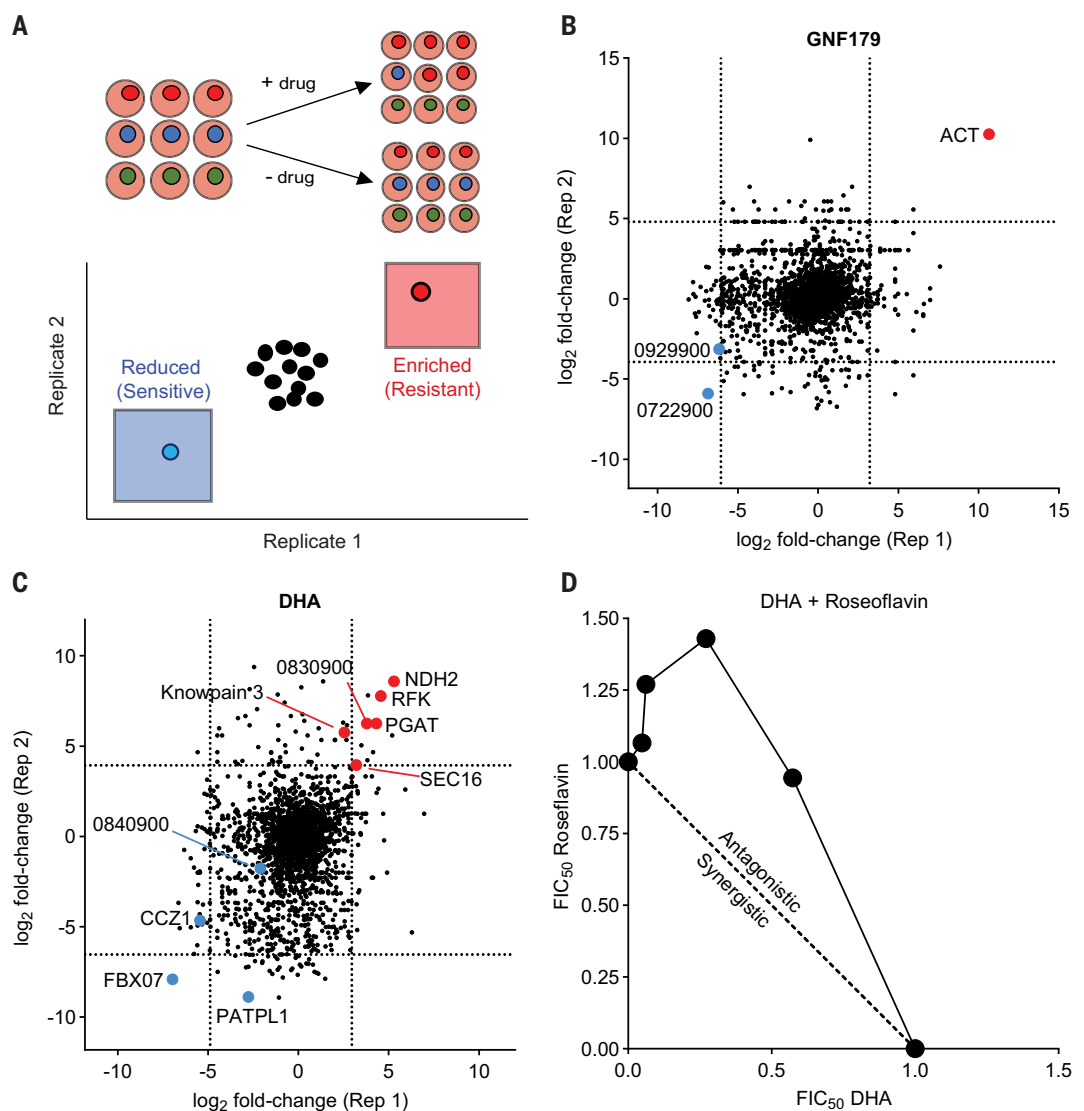 A
+ drug
- drug
Replicate 2
Reduced
(Sensitive)
Enriched
(Resistant)
Replicate 1
B
GNF179
15
10
5
0
-5
-10
log2 fold-change (Rep 2)
ACT
0929900
0722900
-10
-5
0
5
10
15
log2 fold-change (Rep 1)
C
DHA
10
5
0
-5
-10
log2 fold-change (Rep 2)
0830900
NDH2
Knowpain 3
RFK
PGAT
SEC16
0840900
CCZ1
FBX07
PATPL1
-10
-5
0
5
10
log2 fold-change (Rep 1)
D
DHA + Roseoflavin
1.50
1.25
1.00
0.75
0.50
0.25
0.00
FIC50 Roseoflavin
Antagonistic
Synergistic
0.0
0.5
1.0
1.5
FIC50 DHA